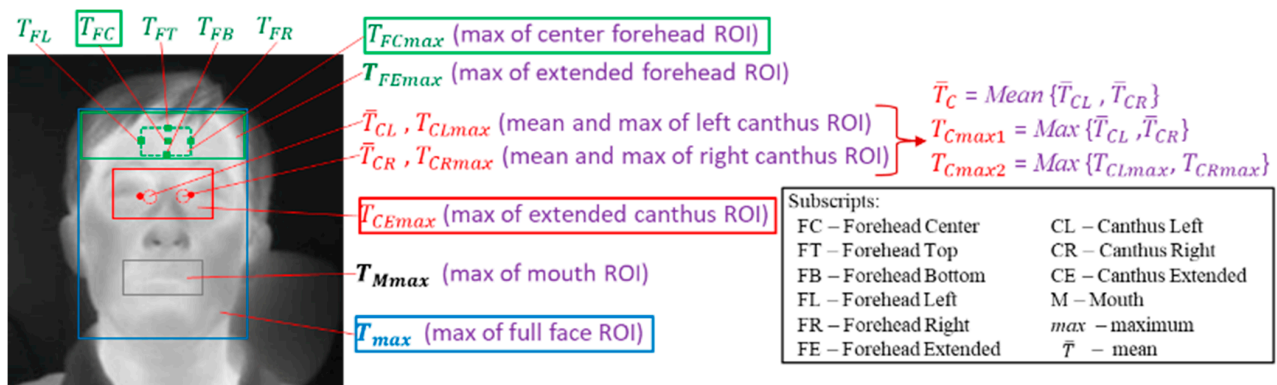 T_FL T_FC T_FT T_FB T_FR
T_FCmax (max of center forehead ROI)
T_FEmax (max of extended forehead ROI)
T̄_CL , T_CLmax (mean and max of left canthus ROI)
T̄_CR , T_CRmax (mean and max of right canthus ROI)
T_CEmax (max of extended canthus ROI)
T_Mmax (max of mouth ROI)
T_max (max of full face ROI)
T̄_C = Mean {T̄_CL , T̄_CR}
T_Cmax1 = Max {T̄_CL , T̄_CR}
T_Cmax2 = Max {T_CLmax, T_CRmax}
Subscripts:
FC – Forehead Center
FT – Forehead Top
FB – Forehead Bottom
FL – Forehead Left
FR – Forehead Right
FE – Forehead Extended
CL – Canthus Left
CR – Canthus Right
CE – Canthus Extended
M – Mouth
max – maximum
T̄ – mean